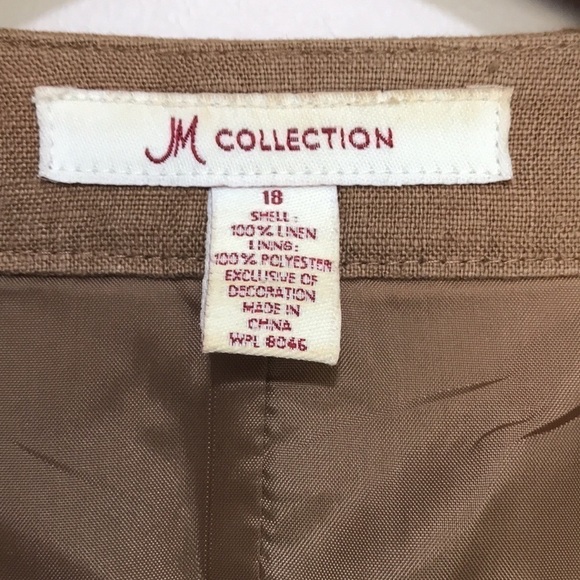 JM COLLECTION
18
SHELL:
100% LINEN
LINING:
100% POLYESTER
EXCLUSIVE OF
DECORATION
MADE IN
CHINA
WPL 8046